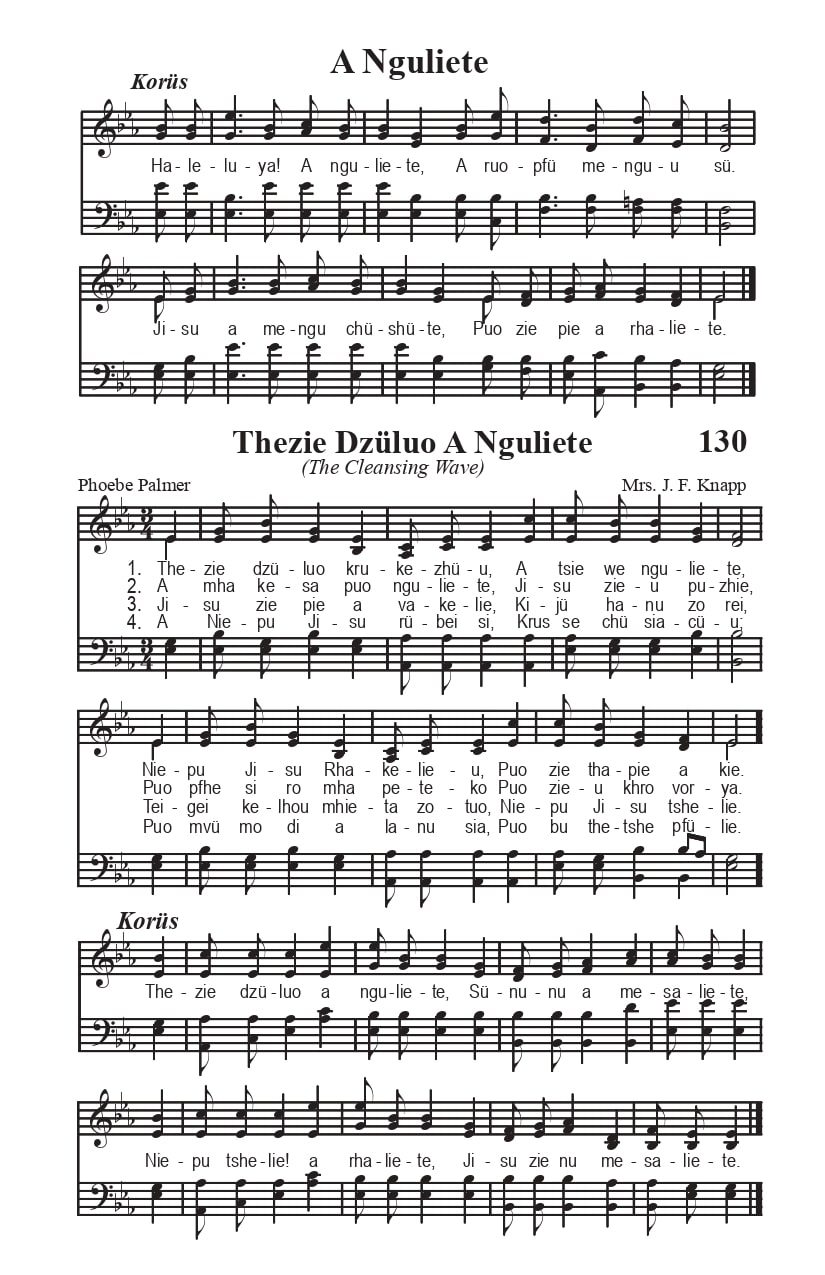 A Nguliete
Korüs
Ha-le-lu-ya! A ngu-lie-te, A ruo-pfü me-ngu-u sü.
Ji-su a me-ngu chü-shü-te, Puo zie pie a rha-lie-te.
Thezie Dzüluo A Nguliete 130
(The Cleansing Wave)
Phoebe Palmer Mrs. J. F. Knapp
3 4
1. The-zie dzü-luo kru-ke-zhü-u, A tsie we ngu-lie-te,
2. A mha ke-sa puo ngu-lie-te, Ji-su zie-u pu-zhie,
3. Ji-su zie pie a va-ke-lie, Ki-jü ha-nu zo rei,
4. A Nie-pu Ji-su rü-bei si, Krus se chü sia-cü-u;
3 4
Nie-pu Ji-su Rha-ke-lie-u, Puo zie tha-pie a kie.
Puo pfhe si ro mha pe-te-ko Puo zie-u khro vor-ya.
Tei-gei ke-lhou mhie-ta zo-tuo, Nie-pu Ji-su tshe-lie.
Puo mvü mo di a la-nu sia, Puo bu the-tshe pfü-lie.
Korüs
The-zie dzü-luo a ngu-lie-te, Sü-nu-nu a me-sa-lie-te,
Nie-pu tshe-lie! a rha-lie-te, Ji-su zie nu me-sa-lie-te.